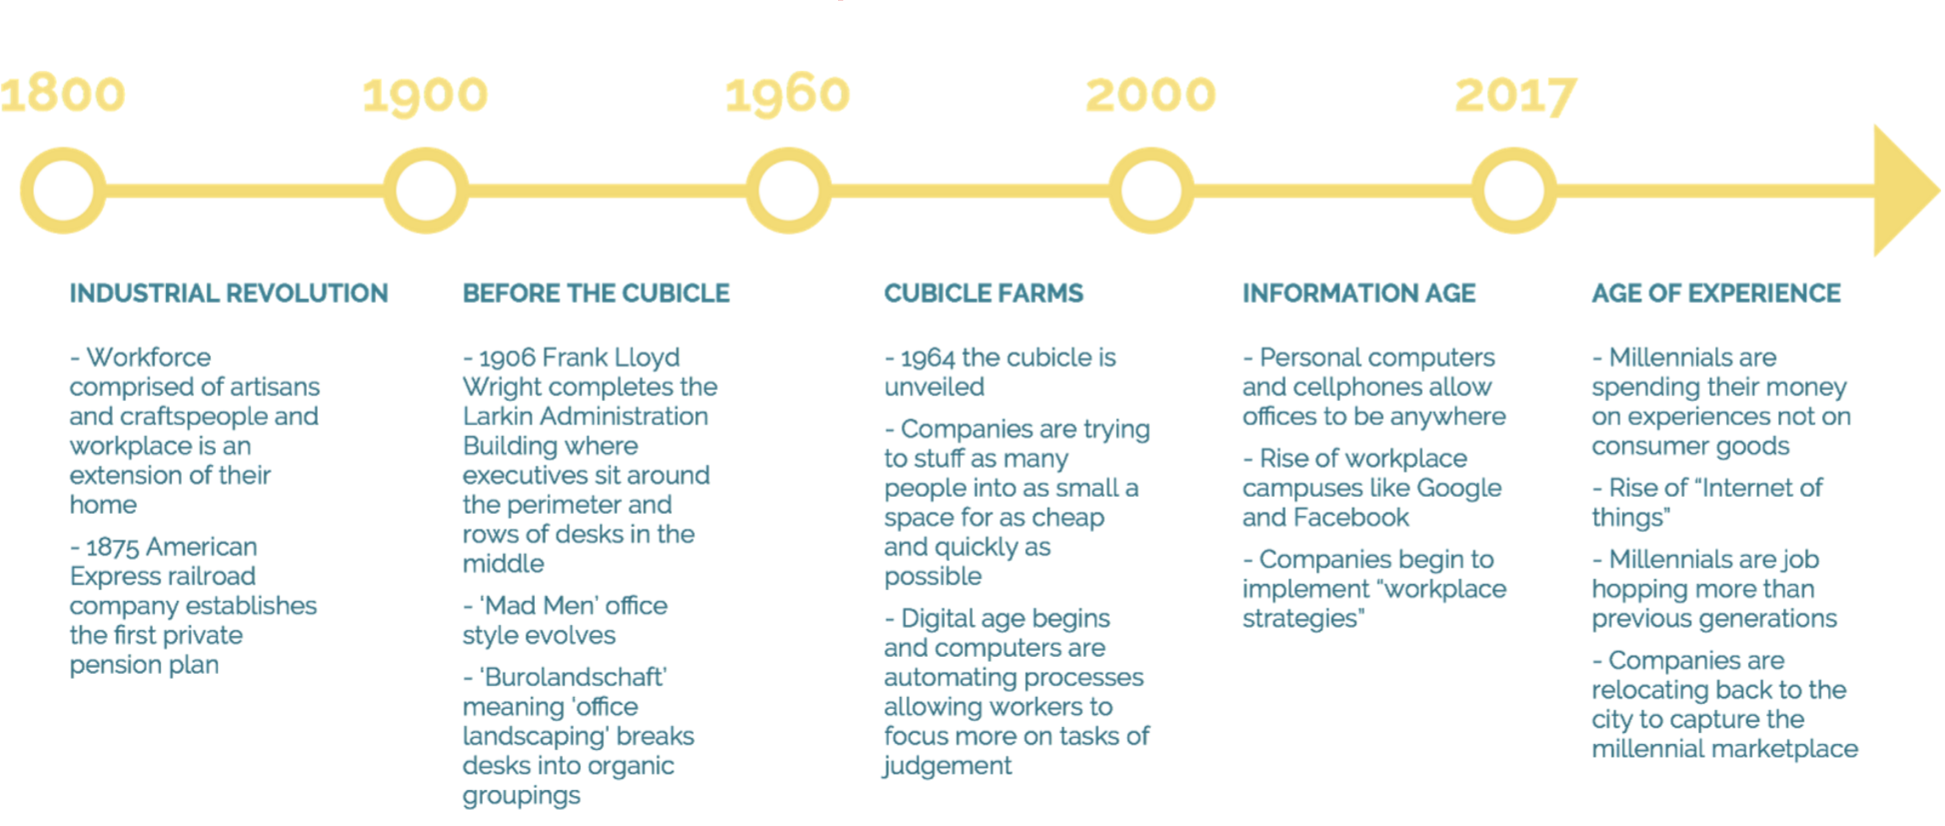 1800
1900
1960
2000
2017
INDUSTRIAL REVOLUTION
- Workforce
comprised of artisans
and craftspeople and
workplace is an
extension of their
home
- 1875 American
Express railroad
company establishes
the first private
pension plan
BEFORE THE CUBICLE
- 1906 Frank Lloyd
Wright completes the
Larkin Administration
Building where
executives sit around
the perimeter and
rows of desks in the
middle
- ‘Mad Men’ office
style evolves
- ‘Burolandschaft’
meaning ‘office
landscaping’ breaks
desks into organic
groupings
CUBICLE FARMS
- 1964 the cubicle is
unveiled
- Companies are trying
to stuff as many
people into as small a
space for as cheap
and quickly as
possible
- Digital age begins
and computers are
automating processes
allowing workers to
focus more on tasks of
judgement
INFORMATION AGE
- Personal computers
and cellphones allow
offices to be anywhere
- Rise of workplace
campuses like Google
and Facebook
- Companies begin to
implement “workplace
strategies”
AGE OF EXPERIENCE
- Millennials are
spending their money
on experiences not on
consumer goods
- Rise of “Internet of
things”
- Millennials are job
hopping more than
previous generations
- Companies are
relocating back to the
city to capture the
millennial marketplace